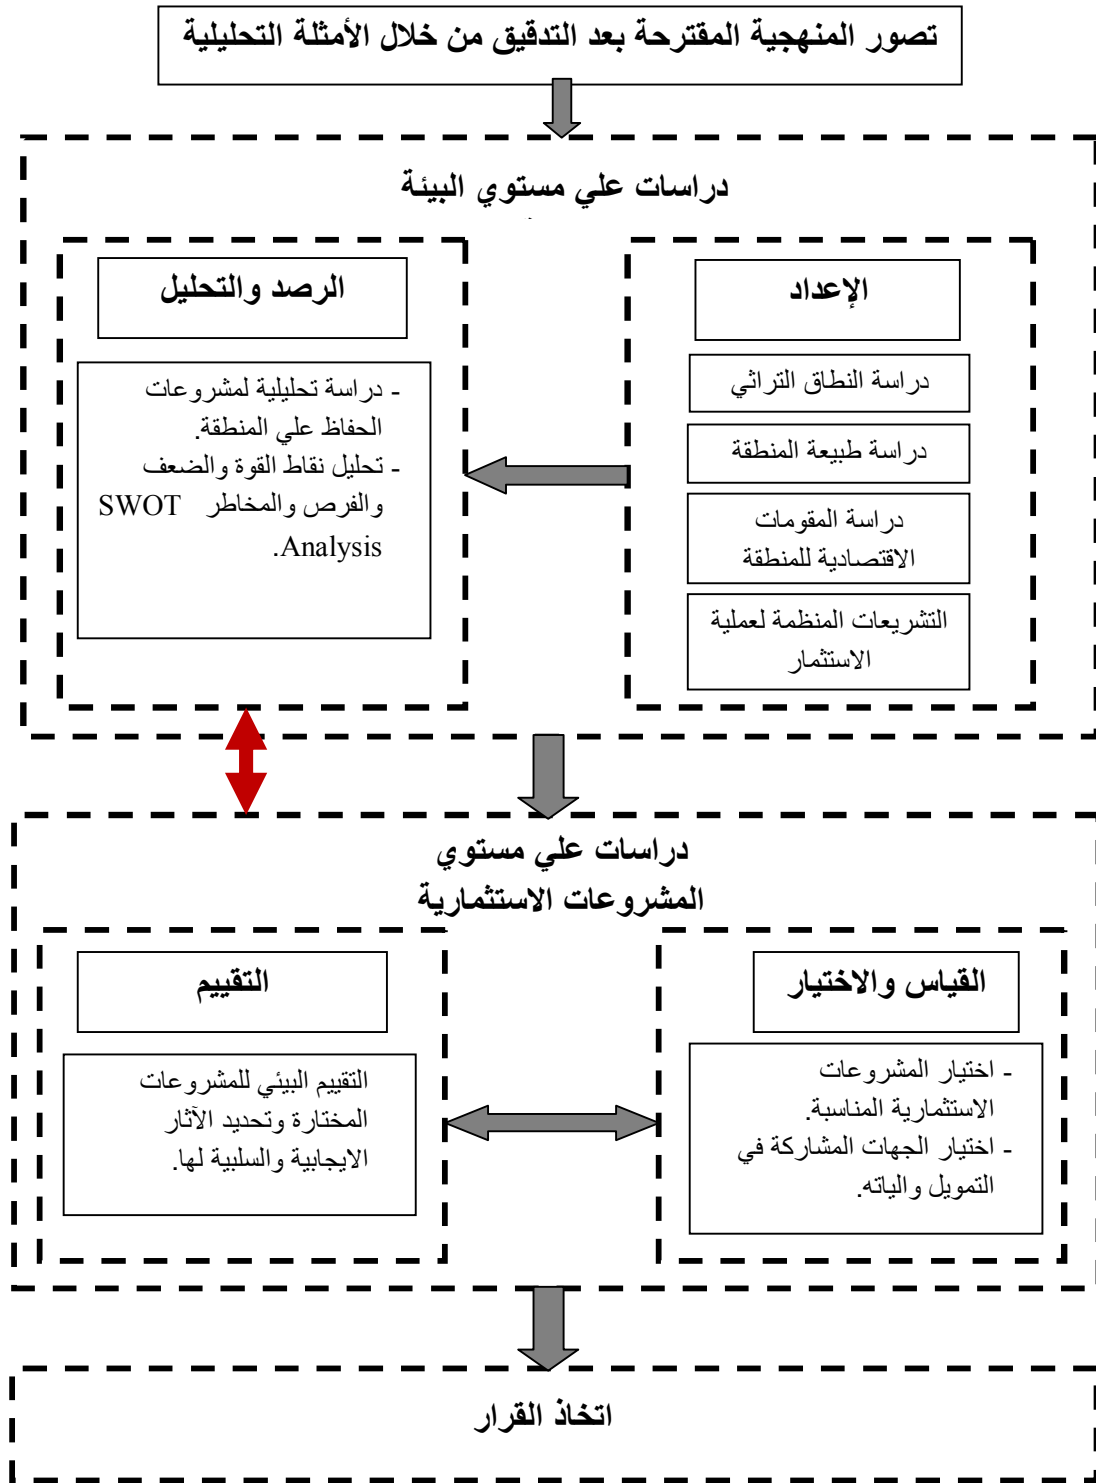 تصور المنهجية المقترحة بعد التدقيق من خلال الأمثلة التحليلية
دراسات علي مستوي البيئة
الإعداد
دراسة النطاق التراثي
دراسة طبيعة المنطقة
دراسة المقومات
الاقتصادية للمنطقة
التشريعات المنظمة لعملية
الاستثمار
الرصد والتحليل
- دراسة تحليلية لمشروعات
الحفاظ علي المنطقة.
- تحليل نقاط القوة والضعف
والفرص والمخاطر SWOT
Analysis.
دراسات علي مستوي
المشروعات الاستثمارية
القياس والاختيار
- اختيار المشروعات
الاستثمارية المناسبة.
- اختيار الجهات المشاركة في
التمويل والياته.
التقييم
التقييم البيئي للمشروعات
المختارة وتحديد الآثار
الايجابية والسلبية لها.
اتخاذ القرار